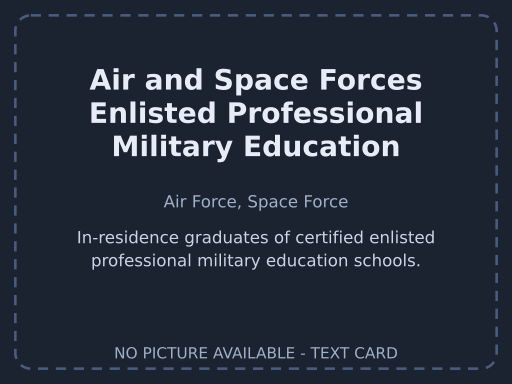 Air and Space Forces
Enlisted Professional
Military Education
Air Force, Space Force
In-residence graduates of certified enlisted
professional military education schools.
NO PICTURE AVAILABLE - TEXT CARD